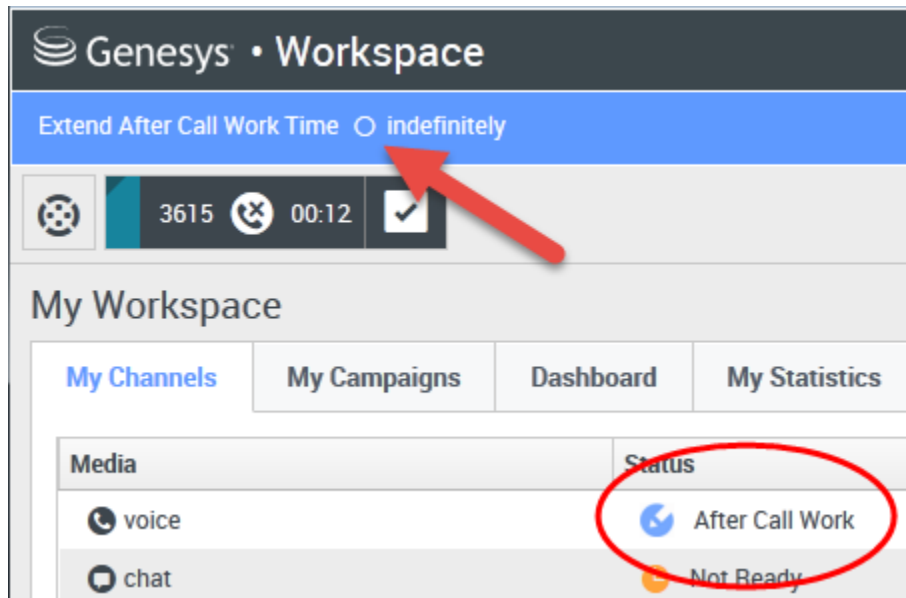 Genesys • Workspace
Extend After Call Work Time indefinitely
3615 00:12
My Workspace
My Channels My Campaigns Dashboard My Statistics
Media Status
voice After Call Work
chat Not Ready